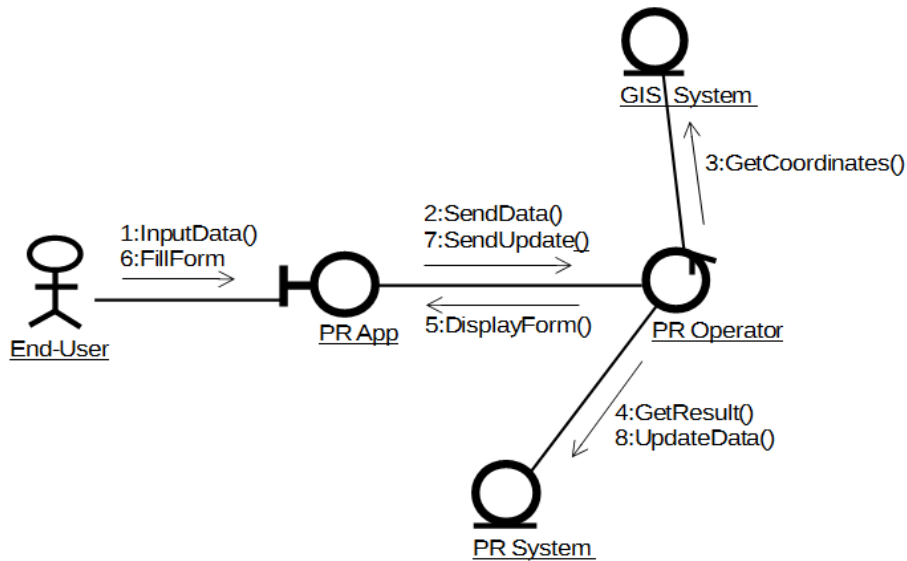 GIS System
3:GetCoordinates()
1:InputData()
6:FillForm
2:SendData()
7:SendUpdate()
5:DisplayForm()
End-User
PR App
PR Operator
4:GetResult()
8:UpdateData()
PR System